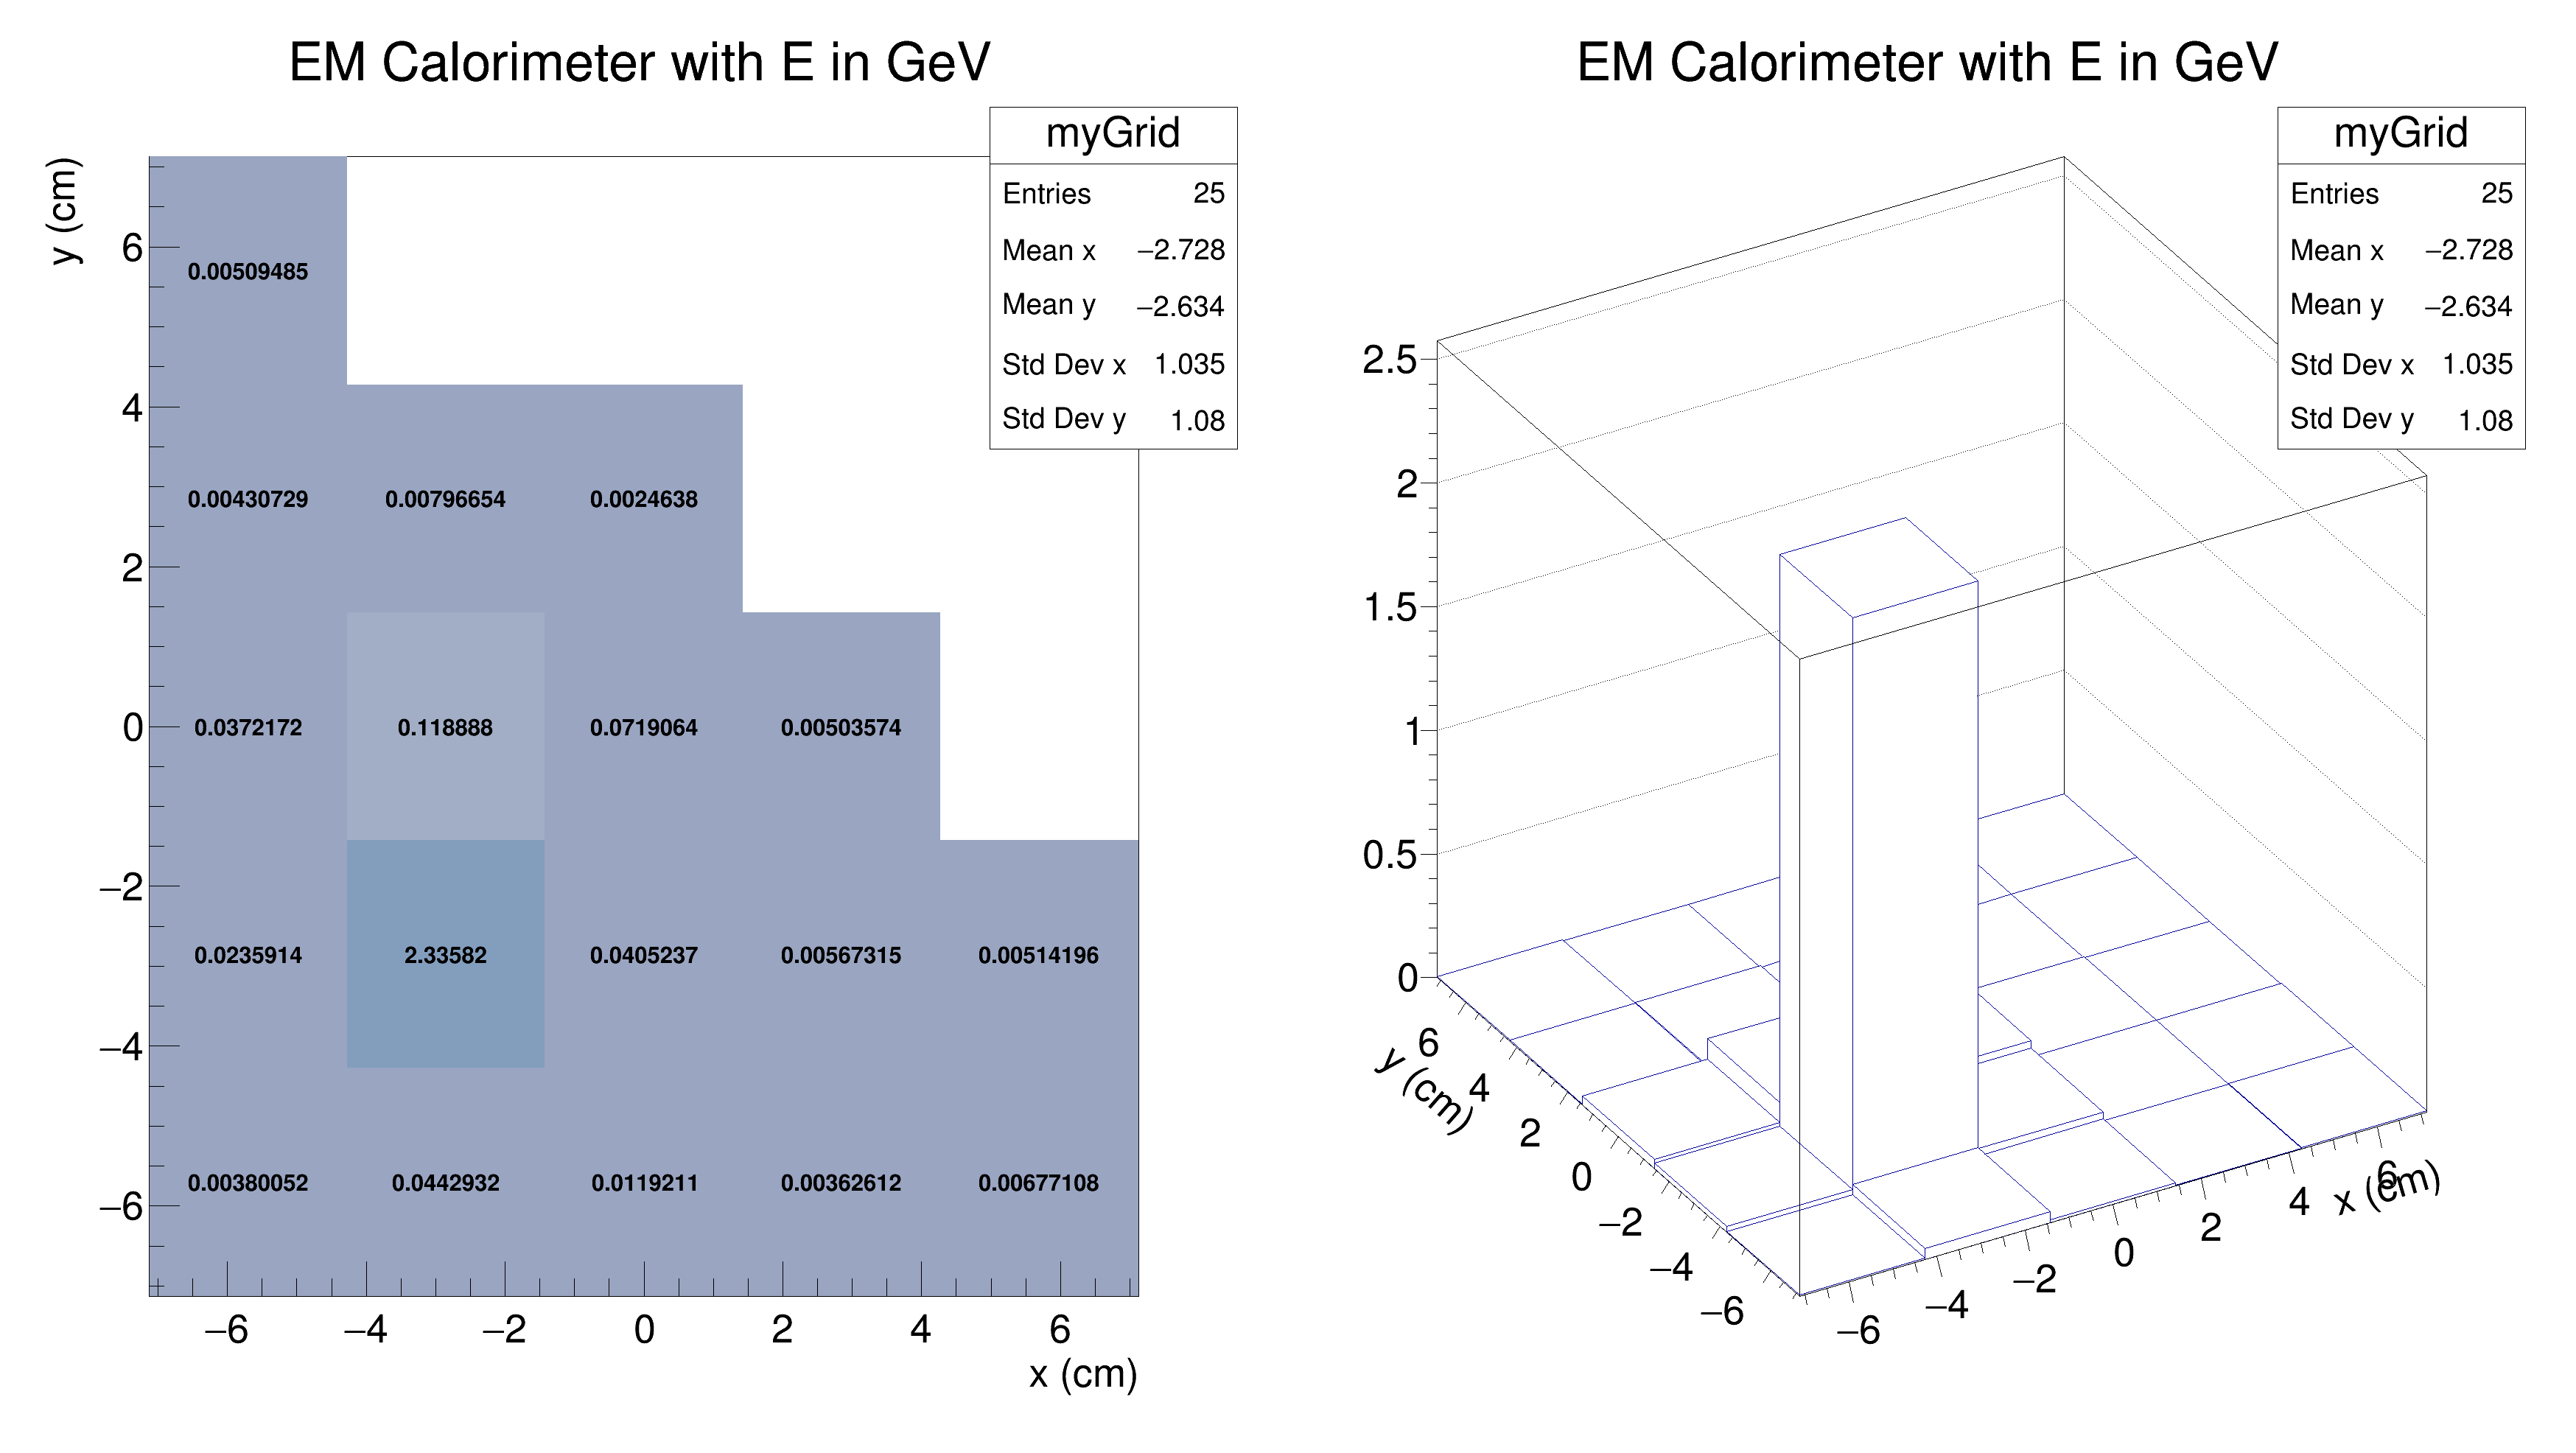 EM Calorimeter with E in GeV
myGrid
Entries 25
Mean x −2.728
Mean y −2.634
Std Dev x 1.035
Std Dev y 1.08
y (cm)
6
4
2
0
−2
−4
−6
0.00509485
0.00430729 0.00796654 0.0024638
0.0372172 0.118888 0.0719064 0.00503574
0.0235914 2.33582 0.0405237 0.00567315 0.00514196
0.00380052 0.0442932 0.0119211 0.00362612 0.00677108
−6 −4 −2 0 2 4 6
x (cm)
EM Calorimeter with E in GeV
myGrid
Entries 25
Mean x −2.728
Mean y −2.634
Std Dev x 1.035
Std Dev y 1.08
2.5
2
1.5
1
0.5
0
6
4
2
0
−2
−4
−6
y (cm)
−6
−4
−2
0
2
4
6
x (cm)